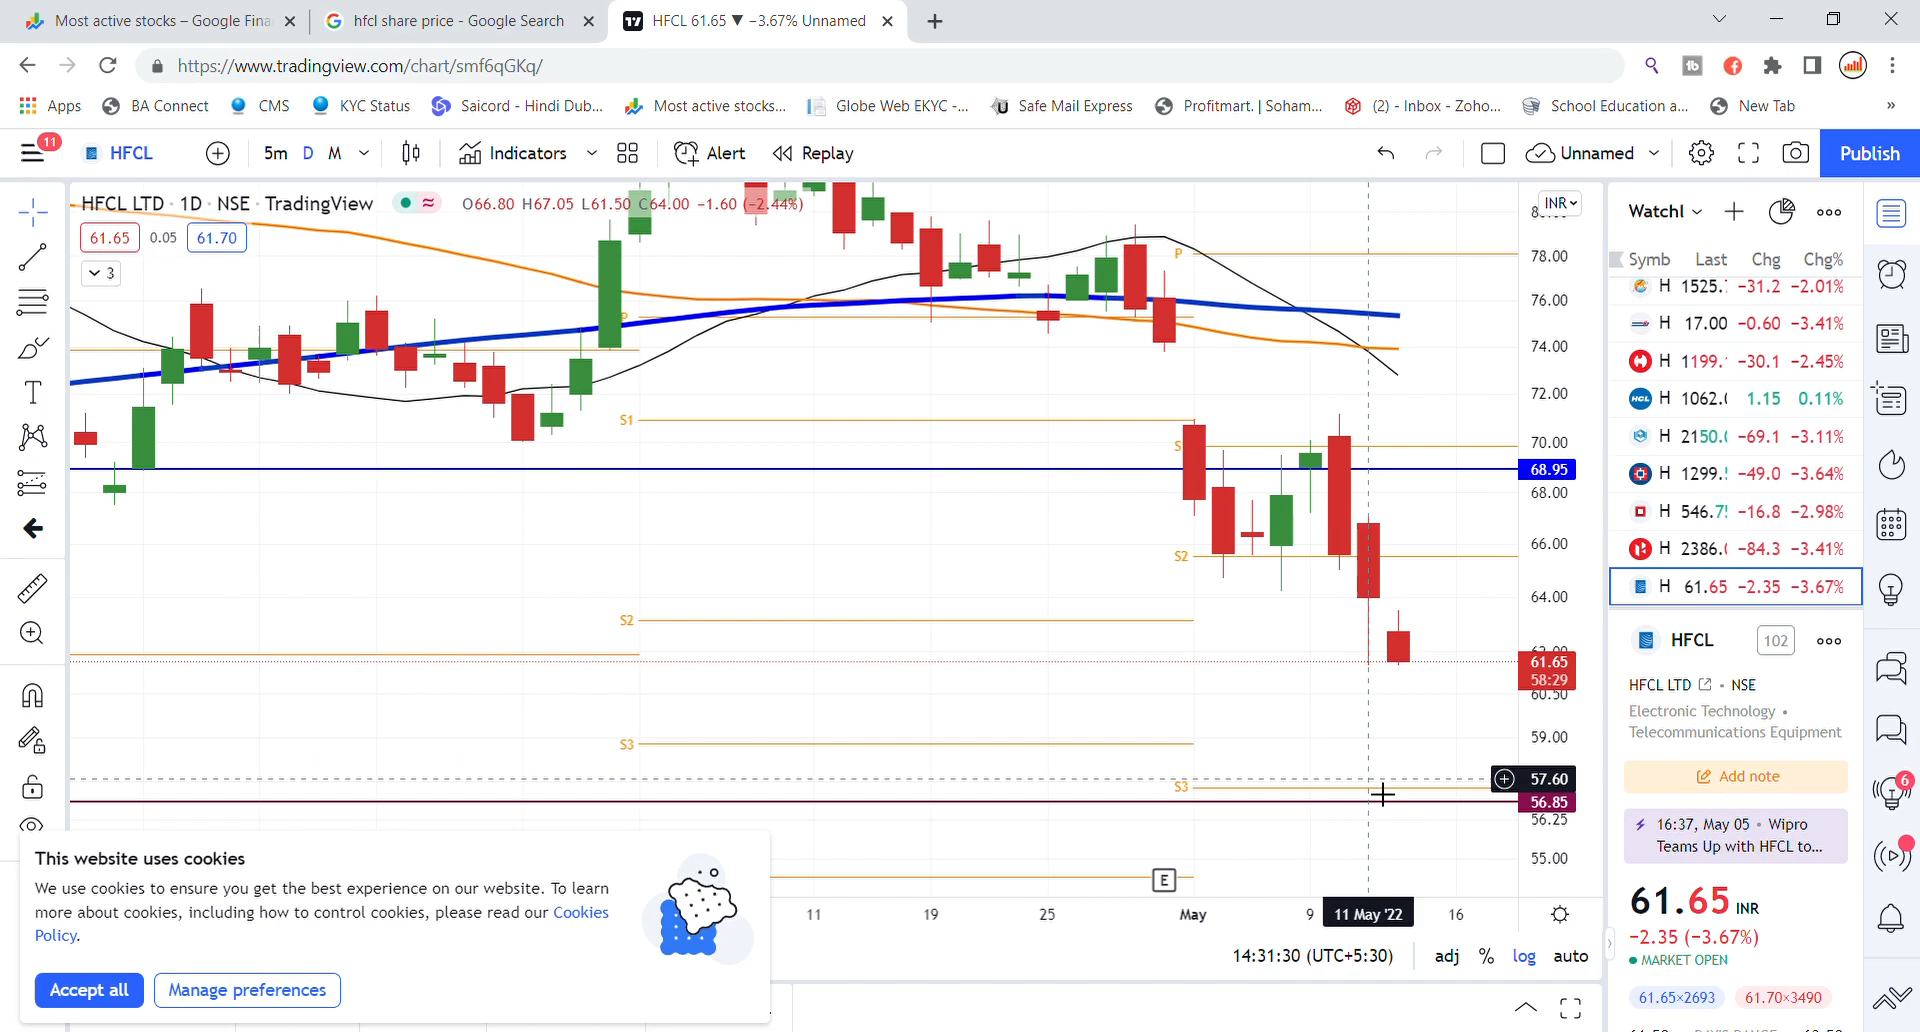 Most active stocks – Google Fina
hfcl share price - Google Search
HFCL 61.65 ▼ −3.67% Unnamed
https://www.tradingview.com/chart/smf6qGKq/
Apps
BA Connect
CMS
KYC Status
Saicord - Hindi Dub...
Most active stocks...
Globe Web EKYC -...
Safe Mail Express
Profitmart. | Soham...
(2) - Inbox - Zoho...
School Education a...
New Tab
»
11
HFCL
5m D M
Indicators
Alert
Replay
Unnamed
Publish
HFCL LTD · 1D · NSE · TradingView
O66.80 H67.05 L61.50 C64.00 −1.60 (−2.44%)
61.65 0.05 61.70
3
INR
78.00
76.00
74.00
72.00
70.00
68.95
68.00
66.00
64.00
61.65
58:29
60.50
59.00
57.60
56.85
56.25
55.00
P
P
S1
S
S2
S2
S3
S3
E
11 19 25 May 9 11 May '22 16
14:31:30 (UTC+5:30)
adj % log auto
Watchl
Symb Last Chg Chg%
H 1525. −31.2 −2.01%
H 17.00 −0.60 −3.41%
H 1199. −30.1 −2.45%
HCL H 1062. 1.15 0.11%
H 2150. −69.1 −3.11%
H 1299. −49.0 −3.64%
H 546.7 −16.8 −2.98%
H 2386. −84.3 −3.41%
H 61.65 −2.35 −3.67%
HFCL 102
HFCL LTD • NSE
Electronic Technology •
Telecommunications Equipment
Add note
16:37, May 05 • Wipro
Teams Up with HFCL to...
61.65 INR
−2.35 (−3.67%)
MARKET OPEN
61.65×2693 61.70×3490
6
This website uses cookies
We use cookies to ensure you get the best experience on our website. To learn
more about cookies, including how to control cookies, please read our Cookies
Policy.
Accept all
Manage preferences